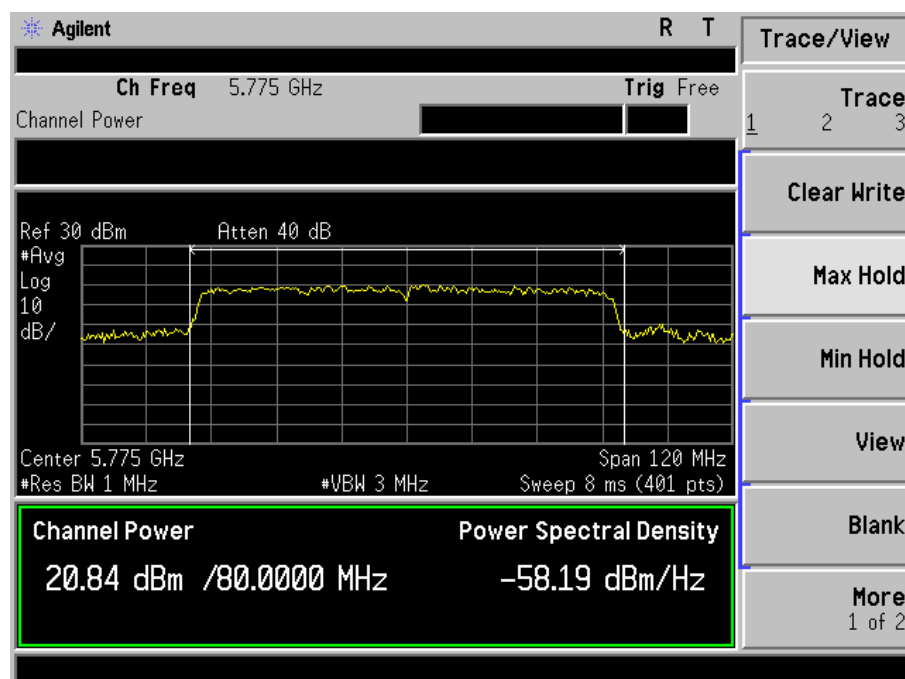 Agilent R T
Ch Freq 5.775 GHz Trig Free
Channel Power
Ref 30 dBm Atten 40 dB
#Avg
Log
10
dB/
Center 5.775 GHz Span 120 MHz
#Res BW 1 MHz #VBW 3 MHz Sweep 8 ms (401 pts)
Channel Power Power Spectral Density
20.84 dBm /80.0000 MHz -58.19 dBm/Hz
Trace/View
Trace
1 2 3
Clear Write
Max Hold
Min Hold
View
Blank
More
1 of 2